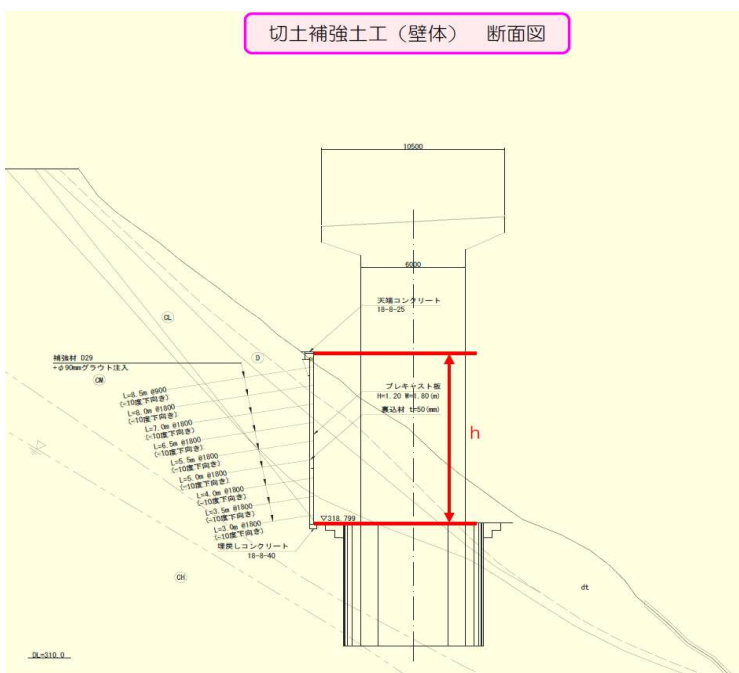 切土補強土工（壁体）　断面図
10500
6000
天端コンクリート
18-8-25
CL
D
補強材 D29
+φ90mmグラウト注入
CM
プレキャスト板
H=1.20 W=1.80(m)
裏込材 t=50(mm)
h
L=8.5m @900
(-10度下向き)
L=8.0m @1800
(-10度下向き)
L=7.0m @1800
(-10度下向き)
L=6.5m @1800
(-10度下向き)
L=5.5m @1800
(-10度下向き)
L=5.0m @1800
(-10度下向き)
L=4.0m @1800
(-10度下向き)
L=3.5m @1800
(-10度下向き)
L=3.0m @1800
(-10度下向き)
▽318.799
埋戻しコンクリート
18-8-40
CH
dt
DL=310.0